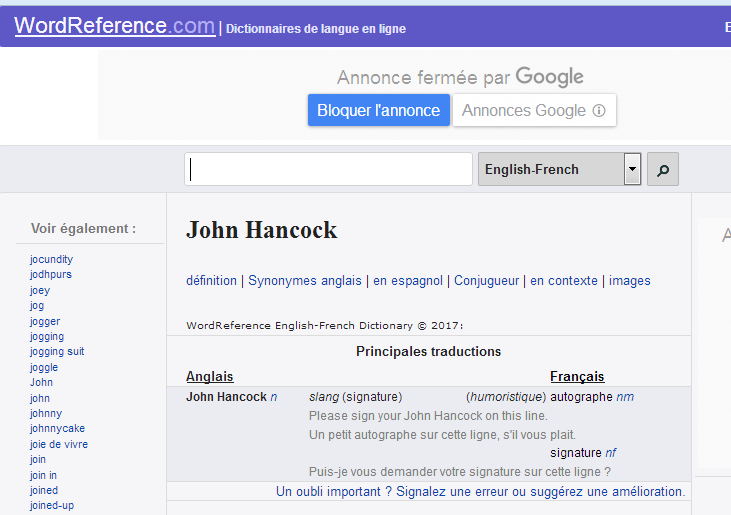 WordReference.com | Dictionnaires de langue en ligne
Annonce fermée par Google
Bloquer l'annonce Annonces Google
English-French
Voir également :
jocundity
jodhpurs
joey
jog
jogger
jogging
jogging suit
joggle
John
john
johnny
johnnycake
joie de vivre
join
join in
joined
joined-up
John Hancock
définition | Synonymes anglais | en espagnol | Conjugueur | en contexte | images
WordReference English-French Dictionary © 2017:
Principales traductions
Anglais Français
John Hancock n slang (signature) (humoristique) autographe nm
Please sign your John Hancock on this line.
Un petit autographe sur cette ligne, s'il vous plait.
signature nf
Puis-je vous demander votre signature sur cette ligne ?
Un oubli important ? Signalez une erreur ou suggérez une amélioration.